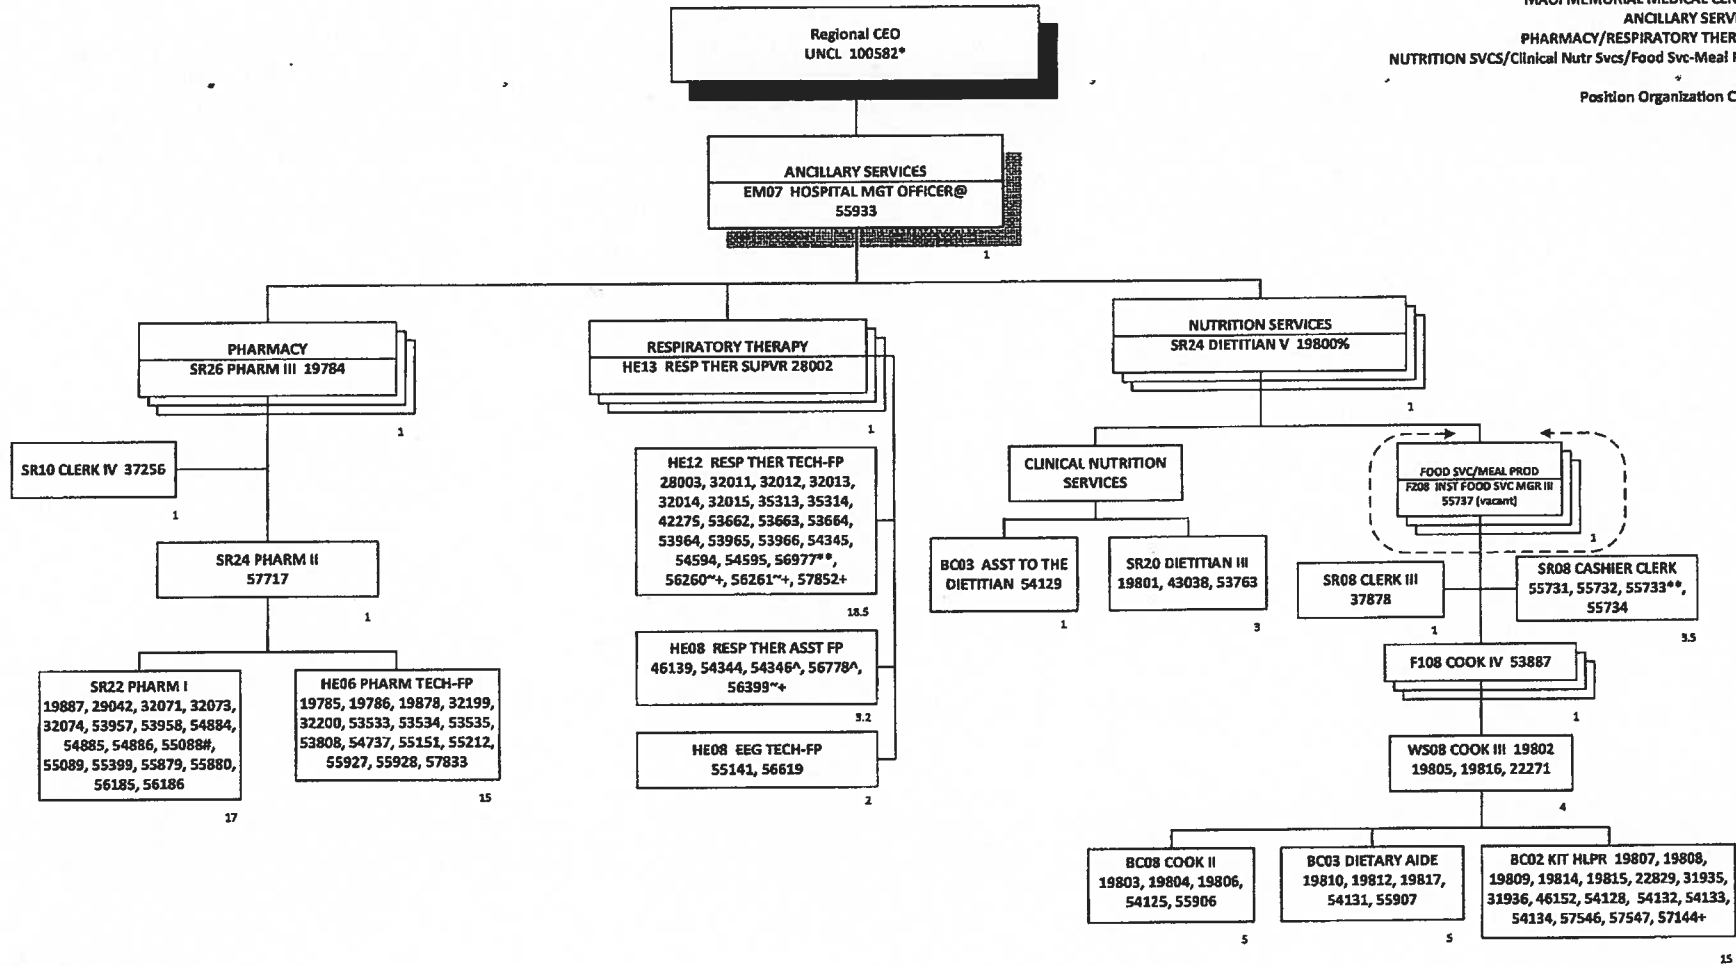 MAUI MEMORIAL MEDICAL
ANCILLARY
PHARMACY/RESPIRATORY
NUTRITION SVCS/Clinical Nutr Svcs/Food Svc-Meal
Position Organization
Regional CEO
UNCL 100582*
ANCILLARY SERVICES
EM07 HOSPITAL MGT OFFICER@
55933
1
PHARMACY
SR26 PHARM III 19784
1
SR10 CLERK IV 37256
1
SR24 PHARM II
57717
1
SR22 PHARM I
19887, 29042, 32071, 32073,
32074, 53957, 53958, 54884,
54885, 54886, 55088#,
55089, 55399, 55879, 55880,
56185, 56186
17
HE06 PHARM TECH-FP
19785, 19786, 19878, 32199,
32200, 53533, 53534, 53535,
53808, 54737, 55151, 55212,
55927, 55928, 57833
15
RESPIRATORY THERAPY
HE13 RESP THER SUPVR 28002
1
HE12 RESP THER TECH-FP
28003, 32011, 32012, 32013,
32014, 32015, 35313, 35314,
42275, 53662, 53663, 53664,
53964, 53965, 53966, 54345,
54594, 54595, 56977**,
56260~+, 56261~+, 57852+
18.5
HE08 RESP THER ASST FP
46139, 54344, 54346^, 56778^,
56399~+
3.2
HE08 EEG TECH-FP
55141, 56619
2
NUTRITION SERVICES
SR24 DIETITIAN V 19800%
1
CLINICAL NUTRITION
SERVICES
BC03 ASST TO THE
DIETITIAN 54129
1
SR20 DIETITIAN III
19801, 43038, 53763
3
FOOD SVC/MEAL PROD
F208 INST FOOD SVC MGR III
55737 (vacant)
1
SR08 CLERK III
37878
1
SR08 CASHIER CLERK
55731, 55732, 55733**,
55734
3.5
F108 COOK IV 53887
1
WS08 COOK III 19802
19805, 19816, 22271
4
BC08 COOK II
19803, 19804, 19806,
54125, 55906
5
BC03 DIETARY AIDE
19810, 19812, 19817,
54131, 55907
5
BC02 KIT HLPR 19807, 19808,
19809, 19814, 19815, 22829, 31935,
31936, 46152, 54128, 54132, 54133,
54134, 57546, 57547, 57144+
15